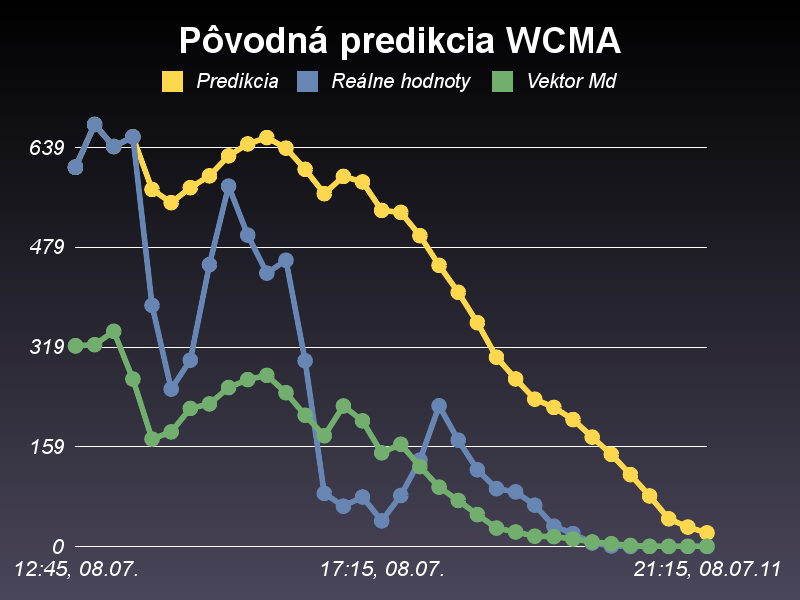 Pôvodná predikcia WCMA
Predikcia Reálne hodnoty Vektor Md
639
479
319
159
0
12:45, 08.07. 17:15, 08.07. 21:15, 08.07.11